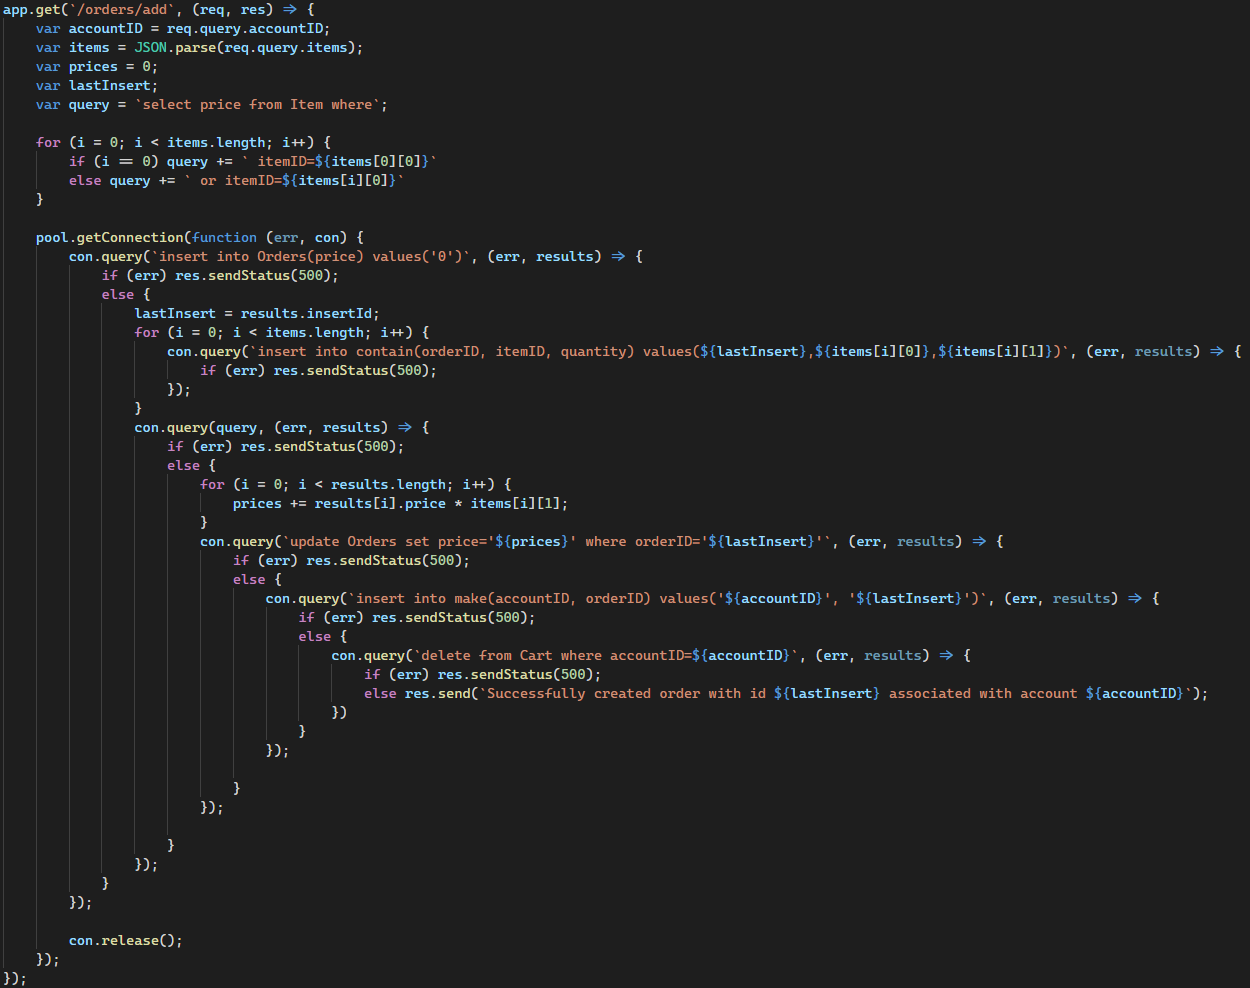 app.get(`/orders/add`, (req, res) => {
    var accountID = req.query.accountID;
    var items = JSON.parse(req.query.items);
    var prices = 0;
    var lastInsert;
    var query = `select price from Item where`;

    for (i = 0; i < items.length; i++) {
        if (i == 0) query += ` itemID=${items[0][0]}`
        else query += ` or itemID=${items[i][0]}`
    }

    pool.getConnection(function (err, con) {
        con.query(`insert into Orders(price) values('0')`, (err, results) => {
            if (err) res.sendStatus(500);
            else {
                lastInsert = results.insertId;
                for (i = 0; i < items.length; i++) {
                    con.query(`insert into contain(orderID, itemID, quantity) values(${lastInsert},${items[i][0]},${items[i][1]})`, (err, results) => {
                        if (err) res.sendStatus(500);
                    });
                }
                con.query(query, (err, results) => {
                    if (err) res.sendStatus(500);
                    else {
                        for (i = 0; i < results.length; i++) {
                            prices += results[i].price * items[i][1];
                        }
                        con.query(`update Orders set price='${prices}' where orderID='${lastInsert}'`, (err, results) => {
                            if (err) res.sendStatus(500);
                            else {
                                con.query(`insert into make(accountID, orderID) values('${accountID}', '${lastInsert}')`, (err, results) => {
                                    if (err) res.sendStatus(500);
                                    else {
                                        con.query(`delete from Cart where accountID=${accountID}`, (err, results) => {
                                            if (err) res.sendStatus(500);
                                            else res.send(`Successfully created order with id ${lastInsert} associated with account ${accountID}`);
                                        })
                                    }
                                });

                            }
                        });

                    }
                });
            }
        });

        con.release();
    });
});